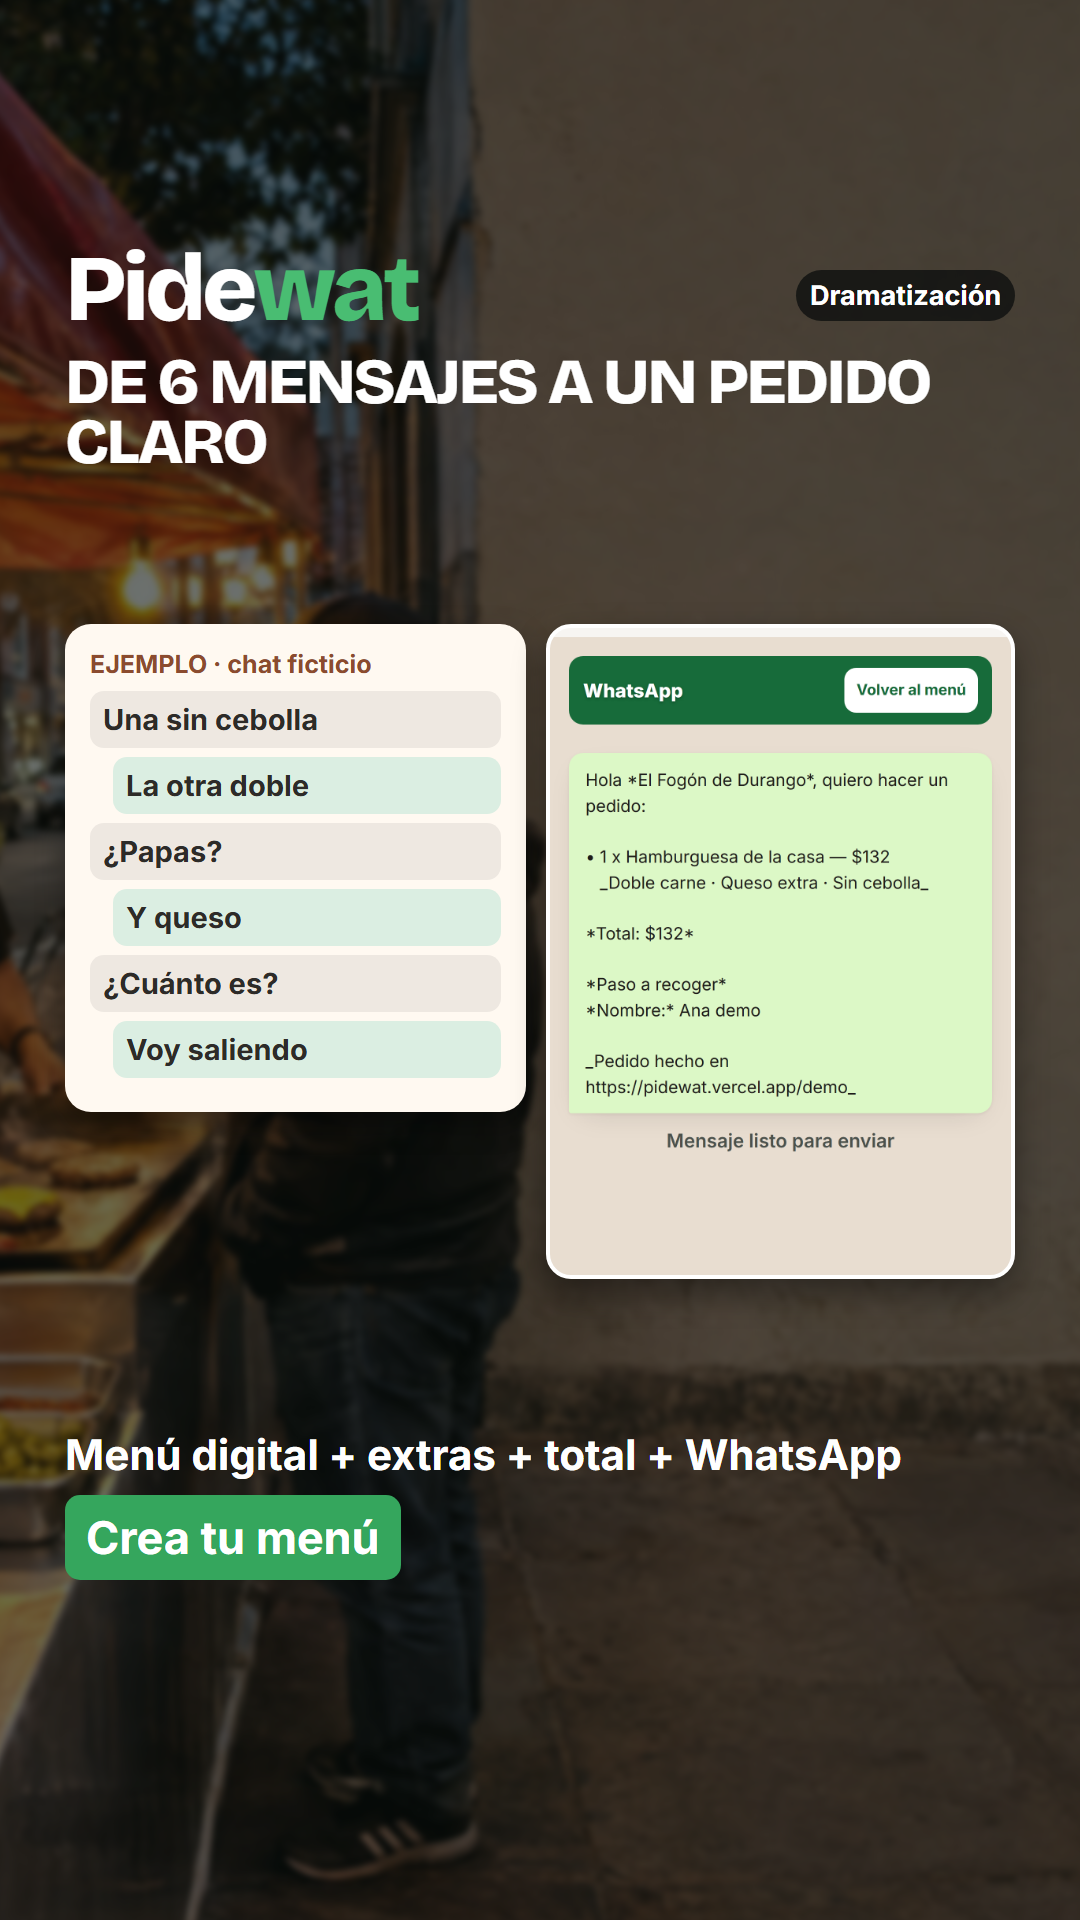 Pidewat
Dramatización
DE 6 MENSAJES A UN PEDIDO
CLARO
EJEMPLO · chat ficticio
Una sin cebolla
La otra doble
¿Papas?
Y queso
¿Cuánto es?
Voy saliendo
WhatsApp
Volver al menú
Hola *El Fogón de Durango*, quiero hacer un
pedido:
• 1 x Hamburguesa de la casa — $132
_Doble carne · Queso extra · Sin cebolla_
*Total: $132*
*Paso a recoger*
*Nombre:* Ana demo
_Pedido hecho en
https://pidewat.vercel.app/demo_
Mensaje listo para enviar
Menú digital + extras + total + WhatsApp
Crea tu menú